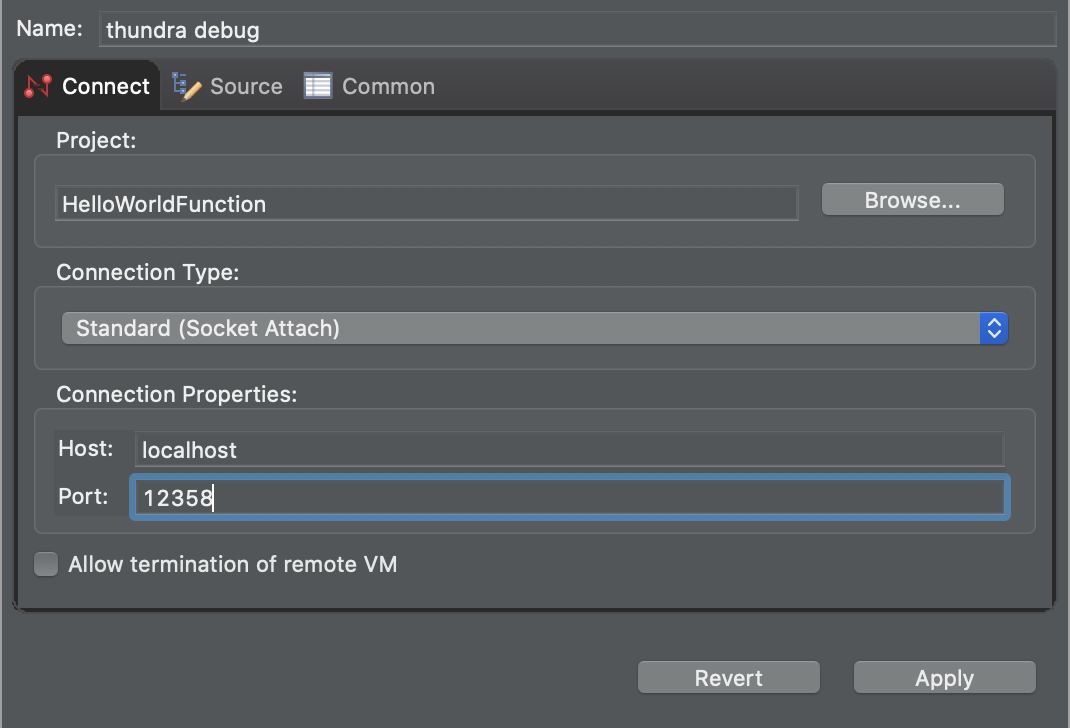 Name: thundra debug
Connect Source Common
Project:
HelloWorldFunction Browse...
Connection Type:
Standard (Socket Attach)
Connection Properties:
Host: localhost
Port: 12358
Allow termination of remote VM
Revert Apply